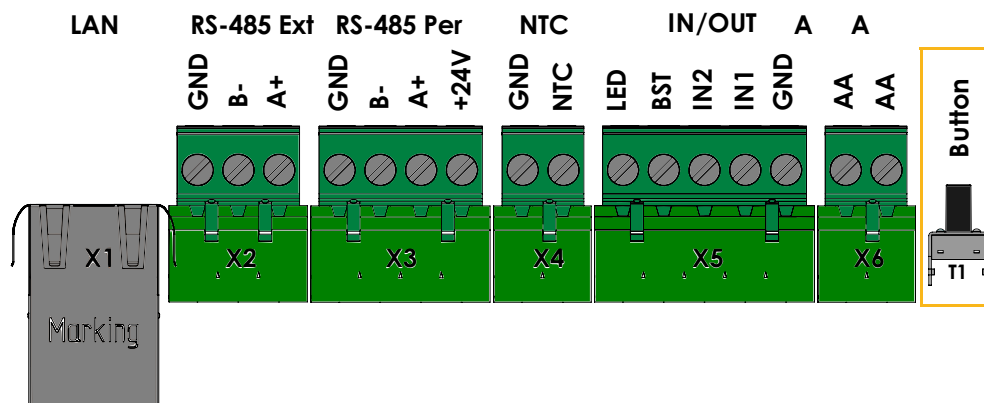 LAN RS-485 Ext RS-485 Per NTC IN/OUT A A
GND B- A+ GND B- A+ +24V GND NTC LED BST IN2 IN1 GND AA AA Button
X1 X2 X3 X4 X5 X6 T1
Marking